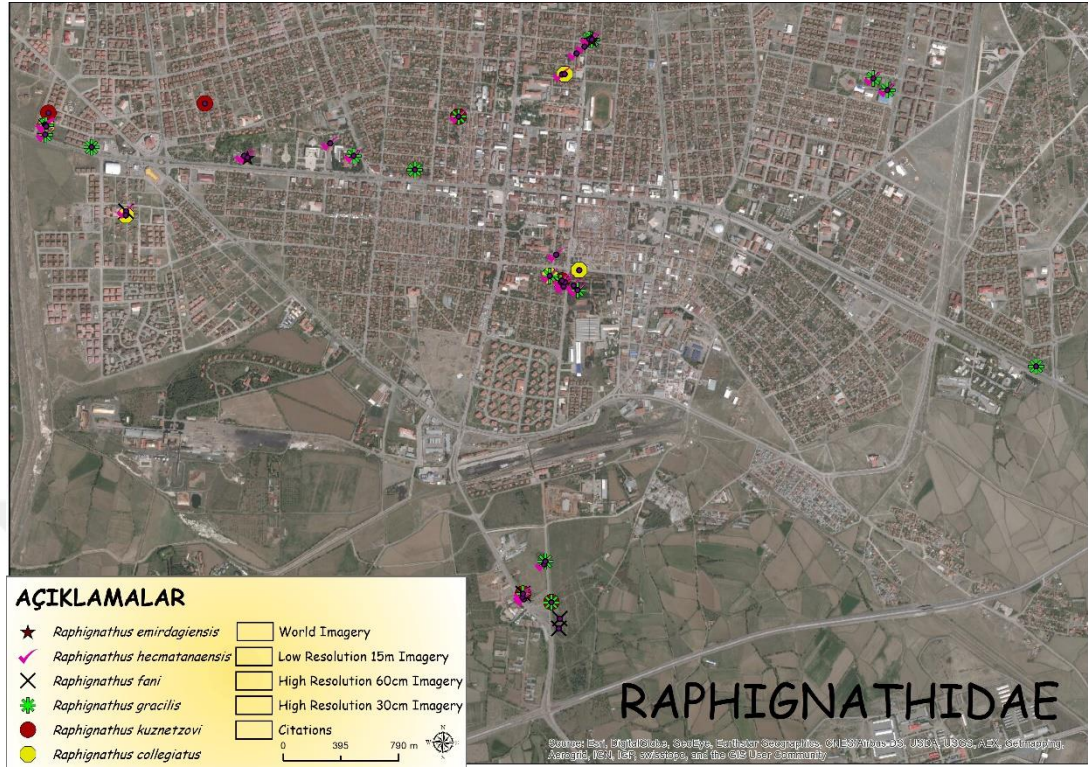 AÇIKLAMALAR
Raphignathus emirdagiensis
Raphignathus hecmatanaensis
Raphignathus fani
Raphignathus gracilis
Raphignathus kuznetzovi
Raphignathus collegiatus
World Imagery
Low Resolution 15m Imagery
High Resolution 60cm Imagery
High Resolution 30cm Imagery
Citations
N
0 395 790 m
RAPHIGNATHIDAE
Source: Esri, DigitalGlobe, GeoEye, Earthstar Geographics, CNES/Airbus DS, USDA, USGS, AEX, Getmapping,
Aerogrid, IGN, IGP, swisstopo, and the GIS User Community